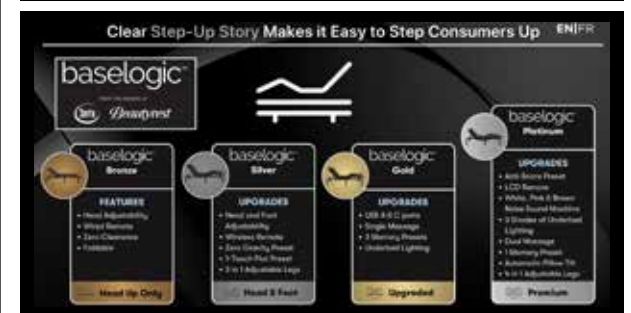 Clear Step-Up Story Makes it Easy to Step Consumers Up
EN|FR
baselogic™
Serta
Beautyrest
baselogic
Bronze
FEATURES
• Head Adjustability
• Wired Remote
• Zero Clearance
• Foldable
Head Up Only
baselogic
Silver
UPGRADES
• Head and Foot
Adjustability
• Wireless Remote
• Zero Gravity Preset
• 1-Touch Flat Preset
• 3 in 1 Adjustable Legs
Head & Foot
baselogic
Gold
UPGRADES
• USB A & C ports
• Single Massage
• 2 Memory Presets
• Underbed Lighting
Upgraded
baselogic
Platinum
UPGRADES
• Anti-Snore Preset
• LCD Remote
• White, Pink & Brown
Noise Sound Machine
• 3 Shades of Underbed
Lighting
• Dual Massage
• 1 Memory Preset
• Automatic Pillow Tilt
• in 1 Adjustable Legs
Premium